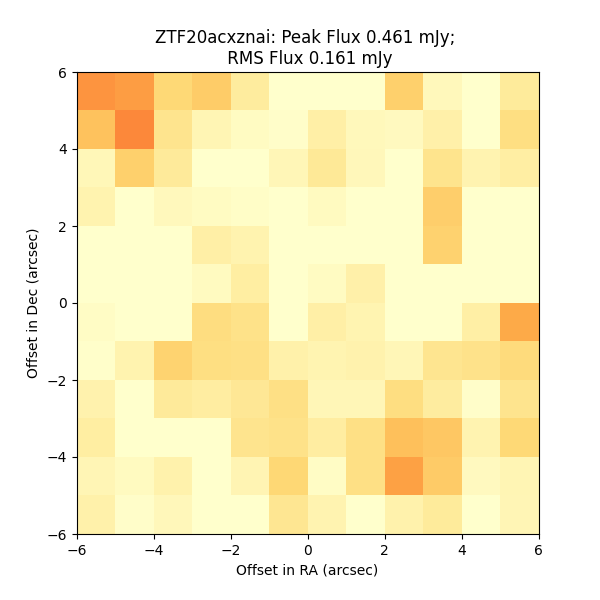 ZTF20acxznai: Peak Flux 0.461 mJy;
RMS Flux 0.161 mJy
6
4
2
0
−2
−4
−6
Offset in Dec (arcsec)
−6 −4 −2 0 2 4 6
Offset in RA (arcsec)